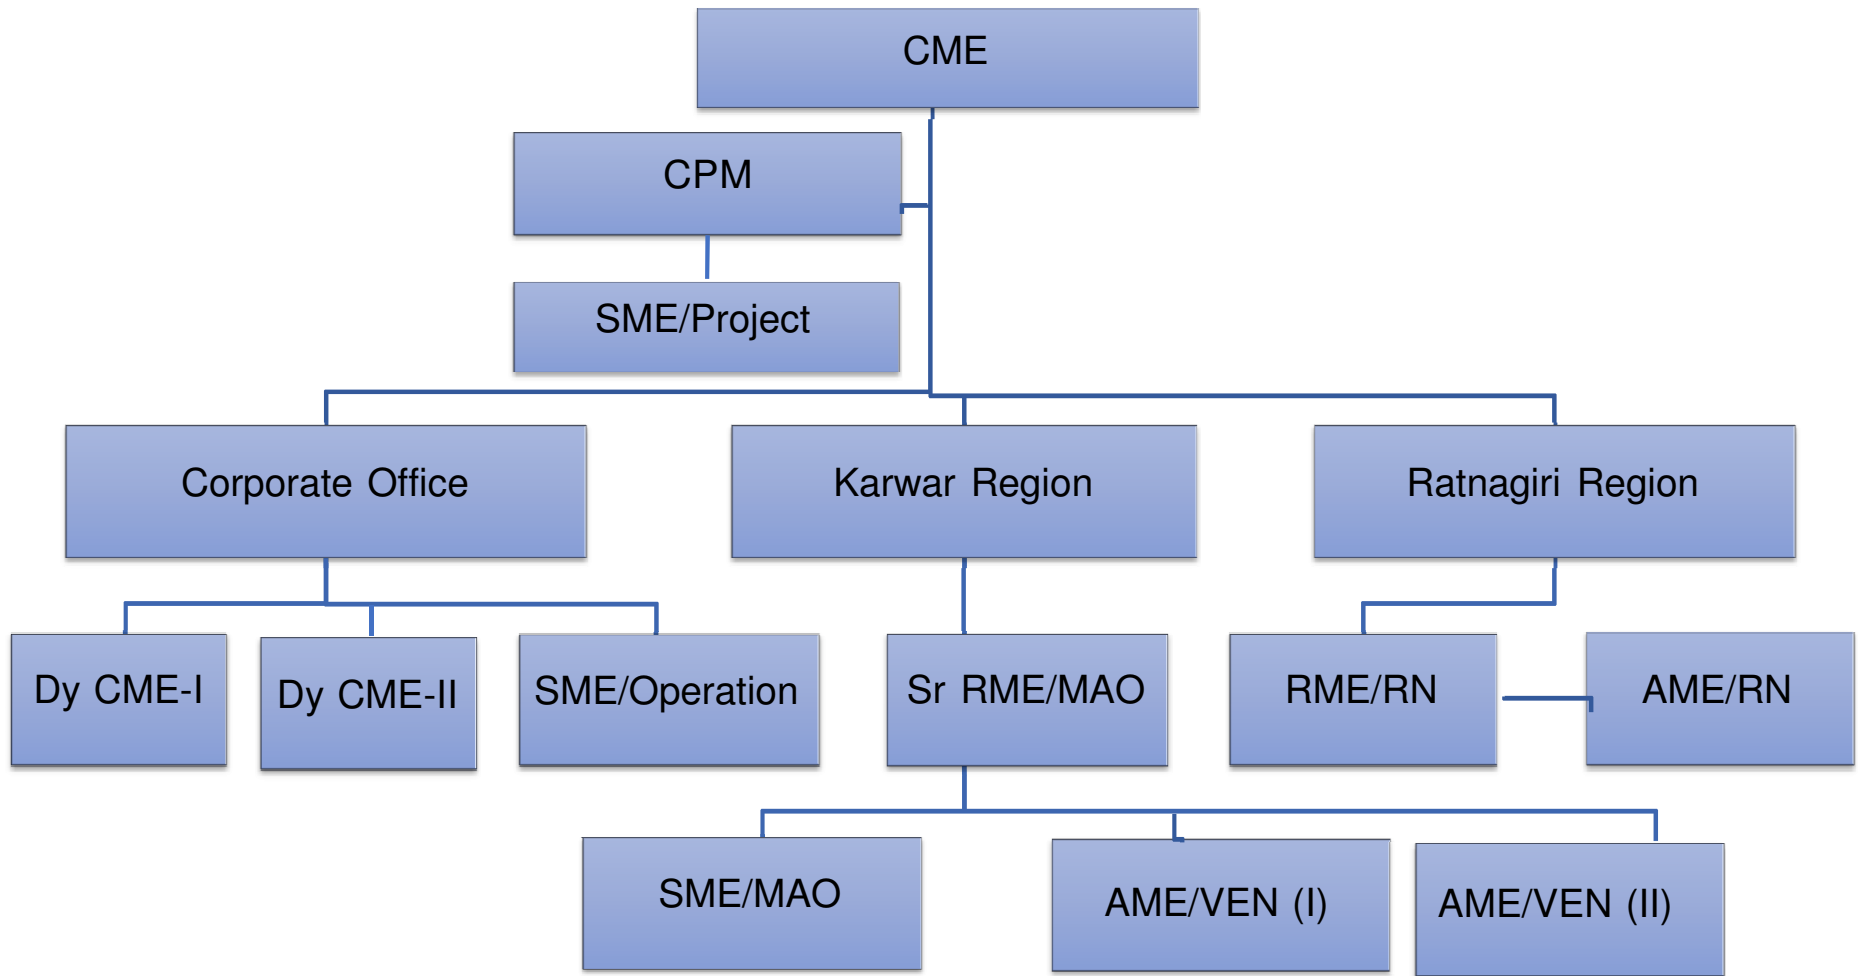 CME
CPM
SME/Project
Corporate Office
Karwar Region
Ratnagiri Region
Dy CME-I
Dy CME-II
SME/Operation
Sr RME/MAO
RME/RN
AME/RN
SME/MAO
AME/VEN (I)
AME/VEN (II)